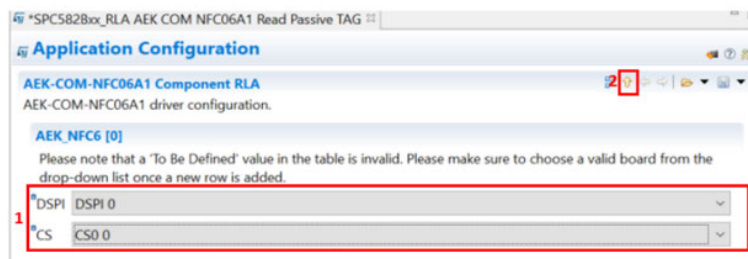 *SPC582Bxx_RLA AEK COM NFC06A1 Read Passive TAG
Application Configuration
AEK-COM-NFC06A1 Component RLA
2
AEK-COM-NFC06A1 driver configuration.
AEK_NFC6 [0]
Please note that a 'To Be Defined' value in the table is invalid. Please make sure to choose a valid board from the
drop-down list once a new row is added.
1
DSPI DSPI 0
CS CS0 0